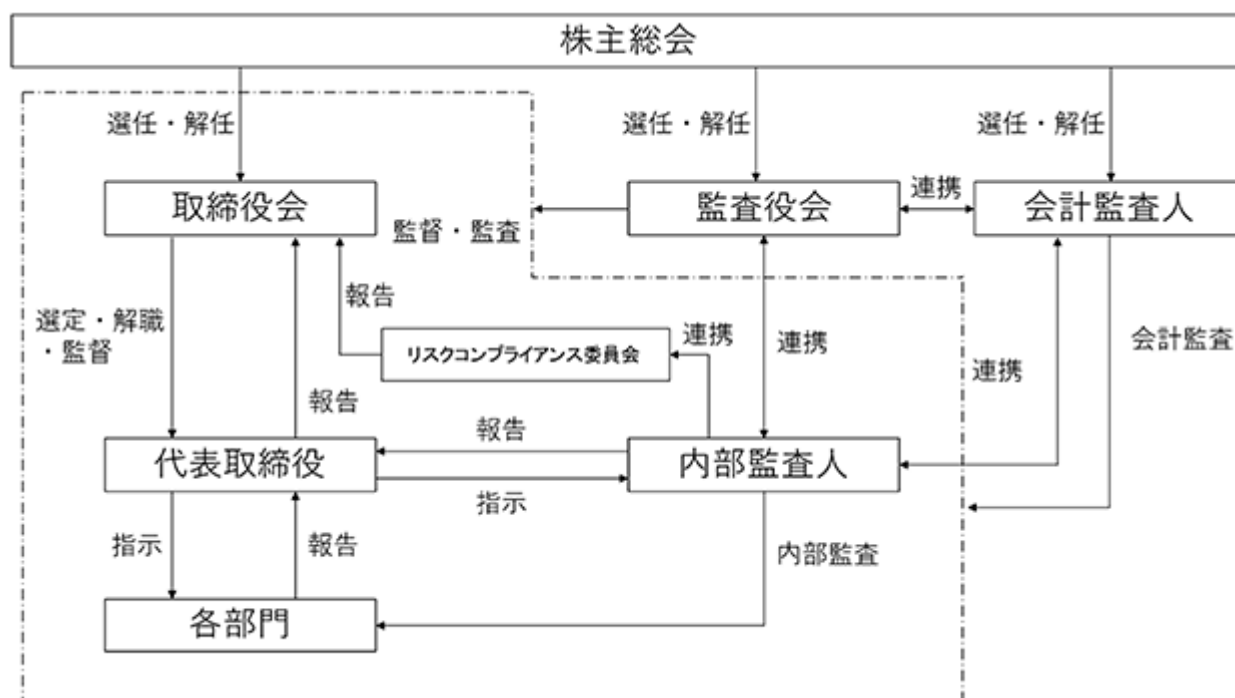 株主総会
選任・解任
選任・解任
選任・解任
取締役会
監査役会
連携
会計監査人
監督・監査
報告
選定・解職
・監督
リスクコンプライアンス委員会
連携
連携
会計監査
連携
報告
報告
代表取締役
内部監査人
指示
指示
報告
内部監査
各部門